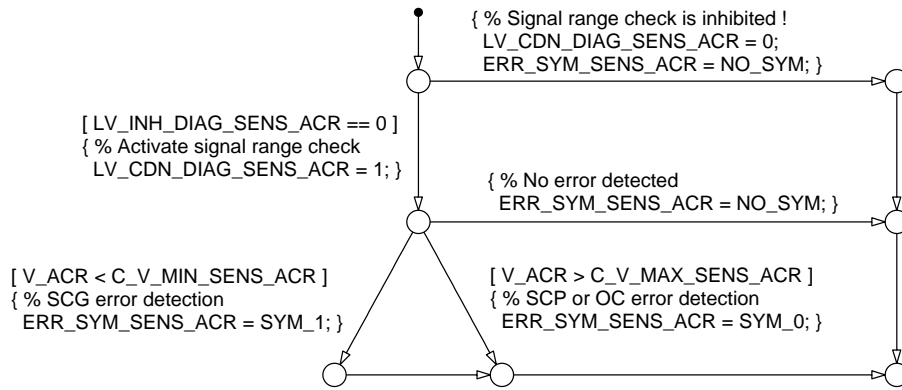 { % Signal range check is inhibited !
LV_CDN_DIAG_SENS_ACR = 0;
ERR_SYM_SENS_ACR = NO_SYM; }
[ LV_INH_DIAG_SENS_ACR == 0 ]
{ % Activate signal range check
LV_CDN_DIAG_SENS_ACR = 1; }
{ % No error detected
ERR_SYM_SENS_ACR = NO_SYM; }
[ V_ACR < C_V_MIN_SENS_ACR ]
{ % SCG error detection
ERR_SYM_SENS_ACR = SYM_1; }
[ V_ACR > C_V_MAX_SENS_ACR ]
{ % SCP or OC error detection
ERR_SYM_SENS_ACR = SYM_0; }